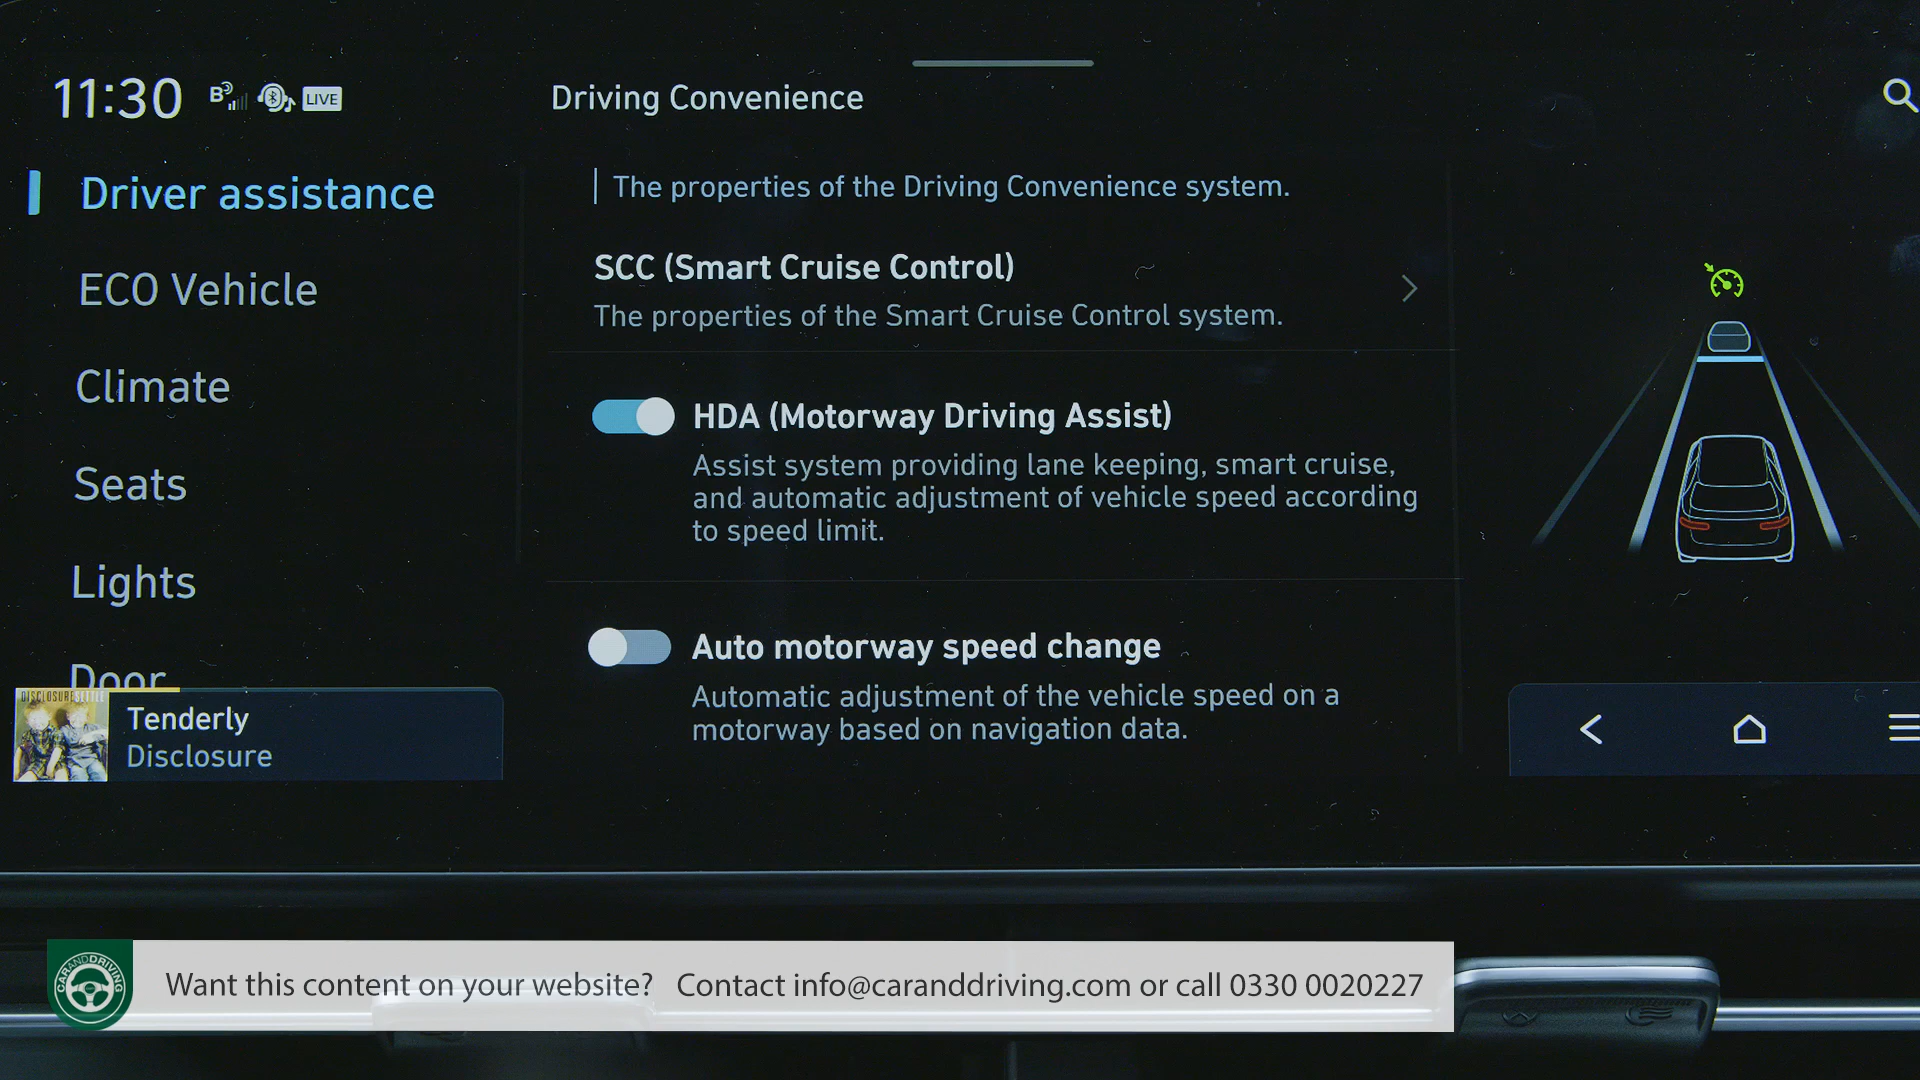 11:30
LIVE
Driving Convenience
Driver assistance
ECO Vehicle
Climate
Seats
Lights
Door
The properties of the Driving Convenience system.
SCC (Smart Cruise Control)
The properties of the Smart Cruise Control system.
HDA (Motorway Driving Assist)
Assist system providing lane keeping, smart cruise,
and automatic adjustment of vehicle speed according
to speed limit.
Auto motorway speed change
Automatic adjustment of the vehicle speed on a
motorway based on navigation data.
DISCLOSURE SETTLE
Tenderly
Disclosure
CARANDDRIVING
Want this content on your website? Contact info@caranddriving.com or call 0330 0020227